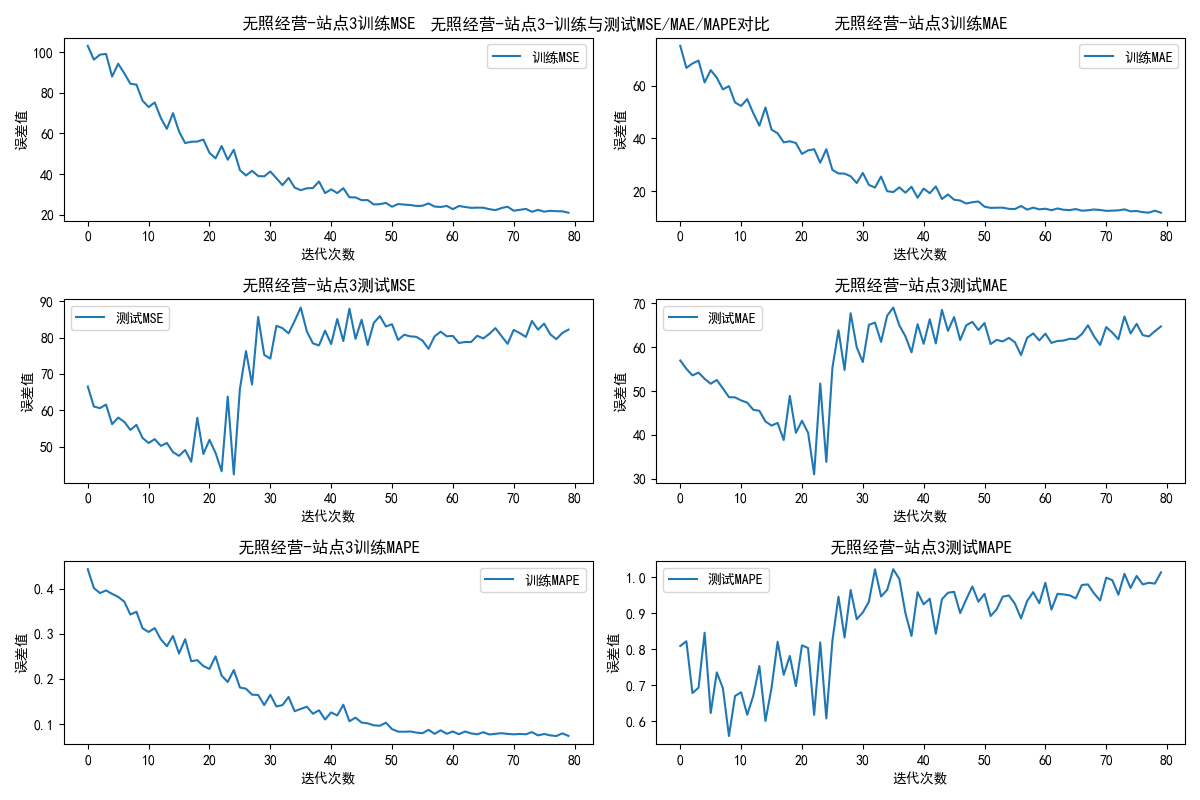 无照经营-站点3-训练与测试MSE/MAE/MAPE对比
无照经营-站点3训练MSE
训练MSE
误差值
100
80
60
40
20
0 10 20 30 40 50 60 70 80
迭代次数
无照经营-站点3训练MAE
训练MAE
误差值
60
40
20
0 10 20 30 40 50 60 70 80
迭代次数
无照经营-站点3测试MSE
测试MSE
误差值
90
80
70
60
50
0 10 20 30 40 50 60 70 80
迭代次数
无照经营-站点3测试MAE
测试MAE
误差值
70
60
50
40
30
0 10 20 30 40 50 60 70 80
迭代次数
无照经营-站点3训练MAPE
训练MAPE
误差值
0.4
0.3
0.2
0.1
0 10 20 30 40 50 60 70 80
迭代次数
无照经营-站点3测试MAPE
测试MAPE
误差值
1.0
0.9
0.8
0.7
0.6
0 10 20 30 40 50 60 70 80
迭代次数